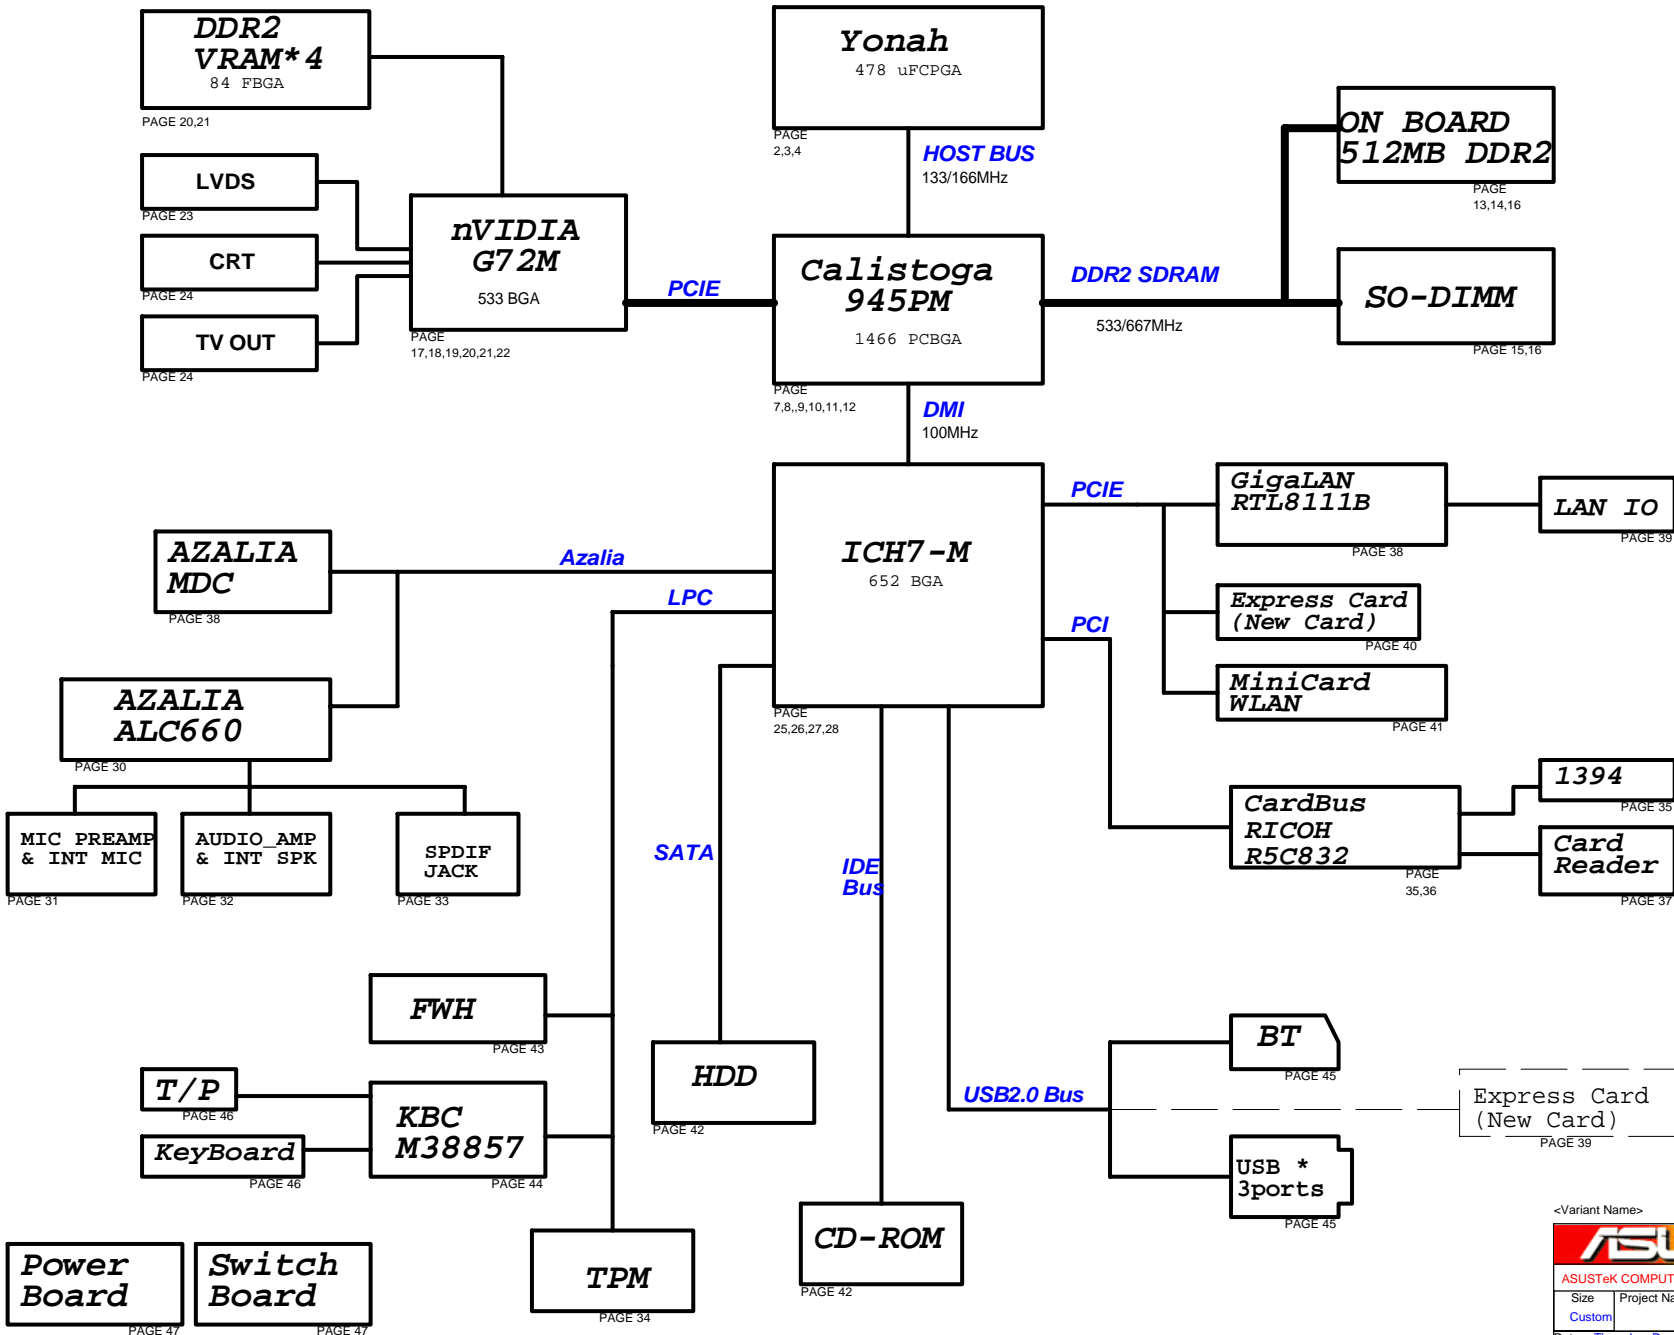 DDR2
VRAM*4
84 FBGA
PAGE 20,21
Yonah
478 uFCPGA
PAGE
2,3,4
HOST BUS
133/166MHz
ON BOARD
512MB DDR2
PAGE
13,14,16
LVDS
PAGE 23
CRT
PAGE 24
TV OUT
PAGE 24
nVIDIA
G72M
533 BGA
PAGE
17,18,19,20,21,22
PCIE
Calistoga
945PM
1466 PCBGA
PAGE
7,8,,9,10,11,12
DDR2 SDRAM
533/667MHz
SO-DIMM
PAGE 15,16
DMI
100MHz
ICH7-M
652 BGA
PAGE
25,26,27,28
PCIE
GigaLAN
RTL8111B
PAGE 38
LAN IO
PAGE 39
Express Card
(New Card)
PAGE 40
MiniCard
WLAN
PAGE 41
PCI
CardBus
RICOH
R5C832
PAGE
35,36
1394
PAGE 35
Card
Reader
PAGE 37
AZALIA
MDC
PAGE 38
Azalia
LPC
AZALIA
ALC660
PAGE 30
MIC PREAMP
& INT MIC
PAGE 31
AUDIO_AMP
& INT SPK
PAGE 32
SPDIF
JACK
PAGE 33
SATA
IDE
Bus
FWH
PAGE 43
T/P
PAGE 46
KeyBoard
PAGE 46
KBC
M38857
PAGE 44
HDD
PAGE 42
USB2.0 Bus
BT
PAGE 45
Express Card
(New Card)
PAGE 39
USB *
3ports
PAGE 45
CD-ROM
PAGE 42
TPM
PAGE 34
Power
Board
PAGE 47
Switch
Board
PAGE 47
<Variant Name>
ASUSTeK COMPUT
Size
Project Na
Custom